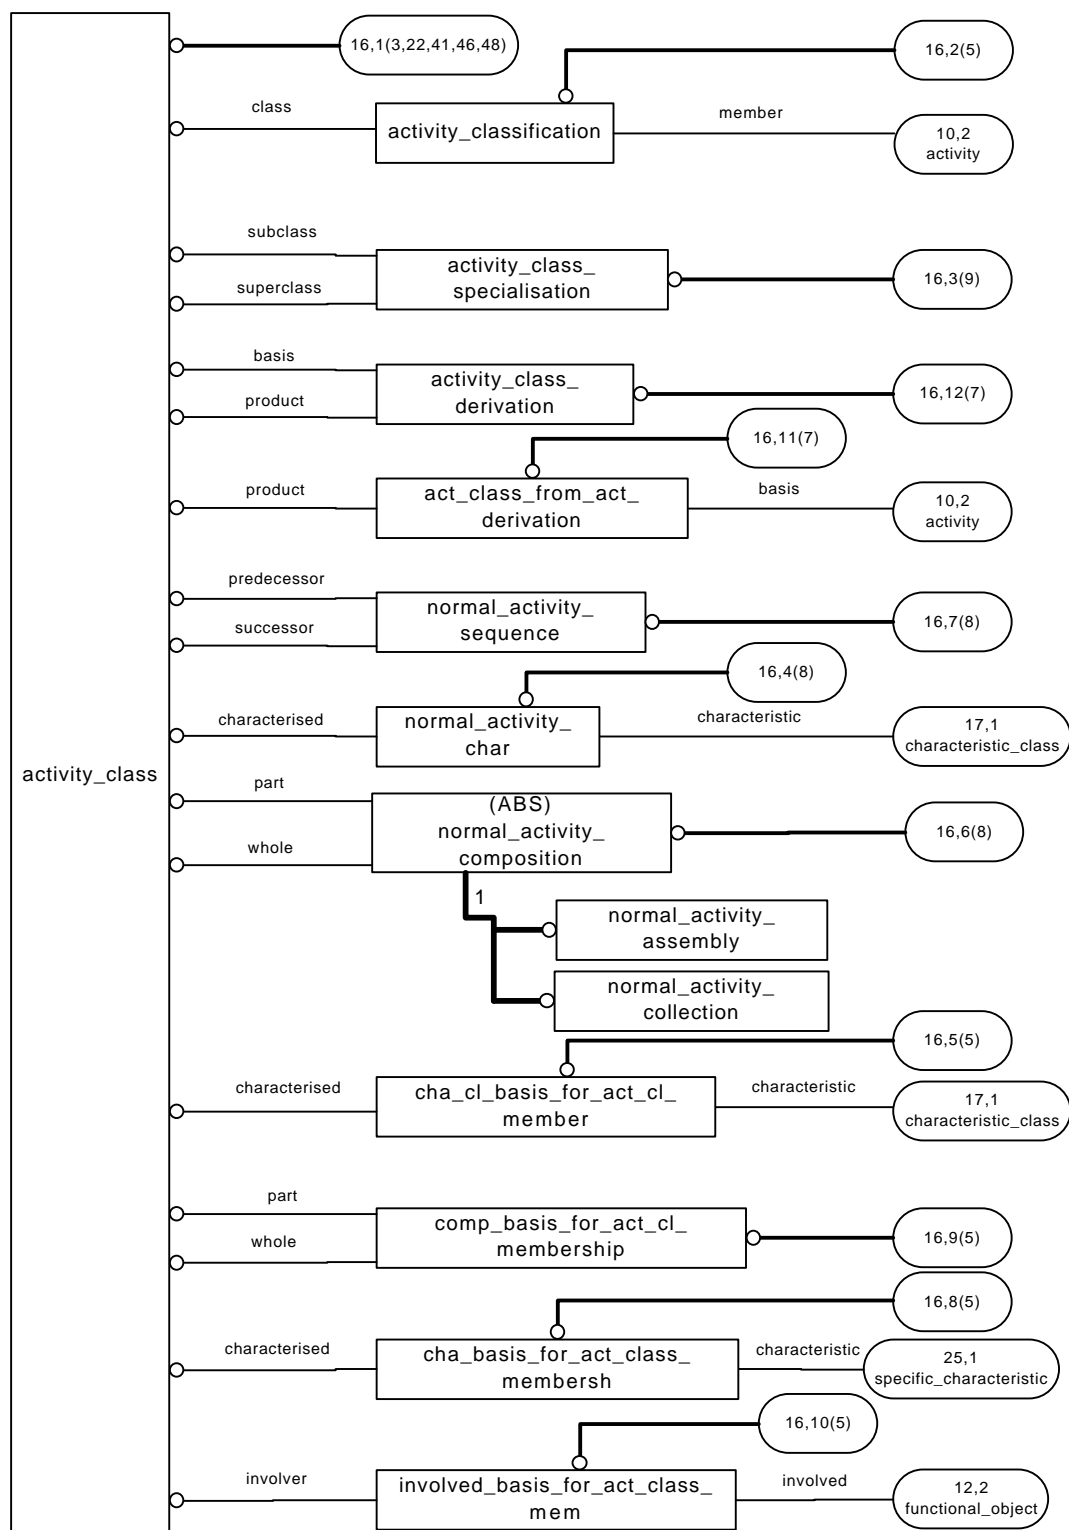 16,1(3,22,41,46,48)
16,2(5)
class
activity_classification
member
10,2
activity
subclass
activity_class_
specialisation
superclass
16,3(9)
basis
activity_class_
derivation
product
16,12(7)
16,11(7)
product
act_class_from_act_
derivation
basis
10,2
activity
predecessor
normal_activity_
sequence
successor
16,7(8)
16,4(8)
characterised
normal_activity_
char
characteristic
17,1
characteristic_class
activity_class
part
(ABS)
normal_activity_
composition
whole
16,6(8)
1
normal_activity_
assembly
normal_activity_
collection
16,5(5)
characterised
cha_cl_basis_for_act_cl_
member
characteristic
17,1
characteristic_class
part
comp_basis_for_act_cl_
membership
whole
16,9(5)
16,8(5)
characterised
cha_basis_for_act_class_
membersh
characteristic
25,1
specific_characteristic
16,10(5)
involver
involved_basis_for_act_class_
mem
involved
12,2
functional_object